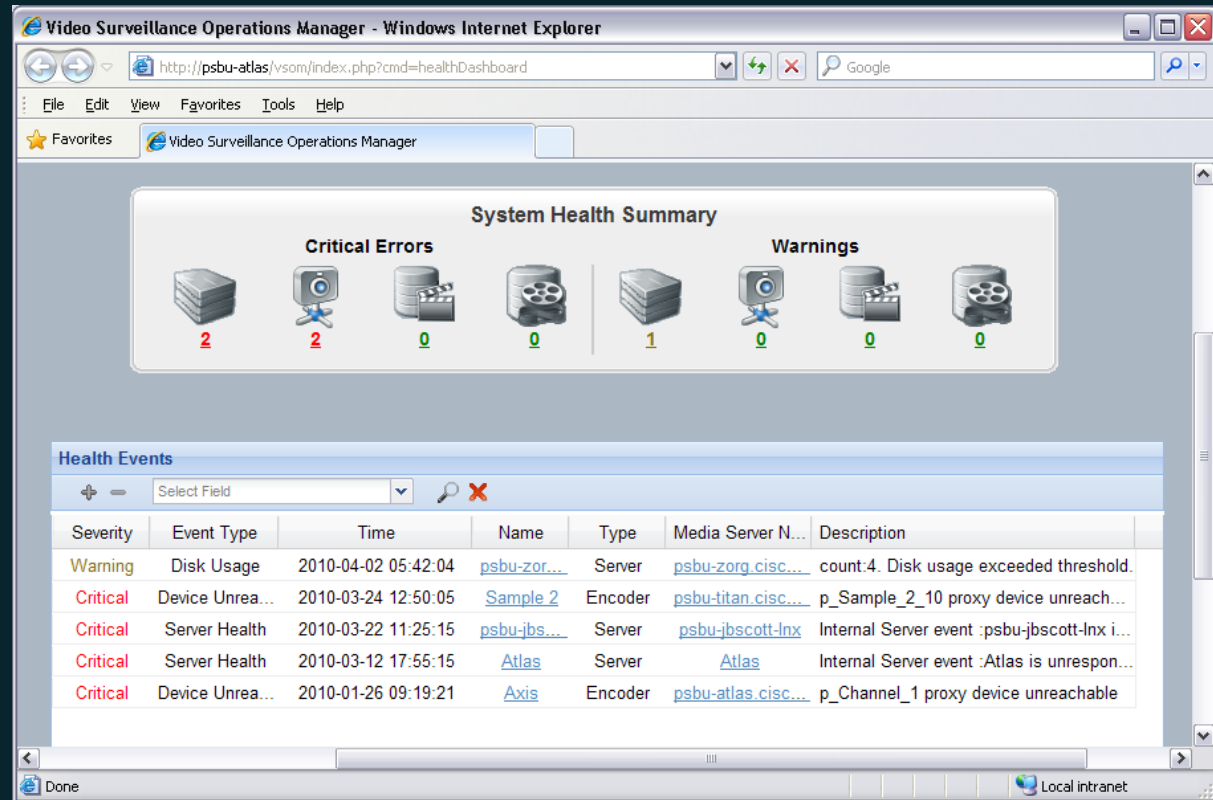 Video Surveillance Operations Manager - Windows Internet Explorer
http://psbu-atlas/vsom/index.php?cmd=healthDashboard
Google
File Edit View Favorites Tools Help
Favorites
Video Surveillance Operations Manager
System Health Summary
Critical Errors Warnings
2 2 0 0 1 0 0 0
Health Events
Select Field
Severity Event Type Time Name Type Media Server N... Description
Warning Disk Usage 2010-04-02 05:42:04 psbu-zor... Server psbu-zorg.cisc... count:4. Disk usage exceeded threshold.
Critical Device Unrea... 2010-03-24 12:50:05 Sample 2 Encoder psbu-titan.cisc... p_Sample_2_10 proxy device unreach...
Critical Server Health 2010-03-22 11:25:15 psbu-jbs... Server psbu-jbscott-lnx Internal Server event :psbu-jbscott-lnx i...
Critical Server Health 2010-03-12 17:55:15 Atlas Server Atlas Internal Server event :Atlas is unrespon...
Critical Device Unrea... 2010-01-26 09:19:21 Axis Encoder psbu-atlas.cisc... p_Channel_1 proxy device unreachable
Done
Local intranet